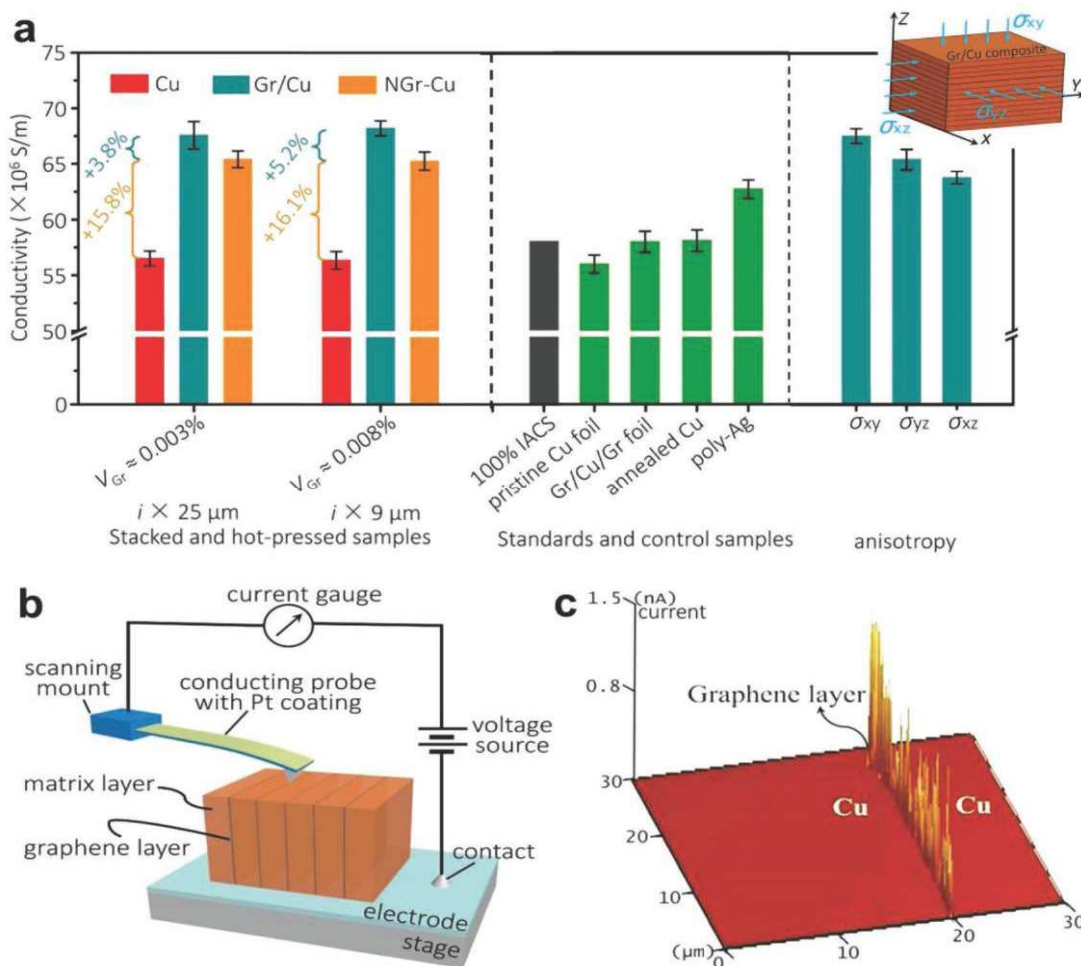 a
Z
σxy
Gr/Cu composite
Y
σyz
σxz
X
Conductivity (×10⁶ S/m)
75
70
65
60
55
50
0
Cu
Gr/Cu
NGr-Cu
+3.8%
+15.8%
+5.2%
+16.1%
V_Gr ≈ 0.003%
V_Gr ≈ 0.008%
i × 25 μm
i × 9 μm
Stacked and hot-pressed samples
100% IACS
pristine Cu foil
Gr/Cu/Gr foil
annealed Cu
poly-Ag
Standards and control samples
σxy
σyz
σxz
anisotropy
b
current gauge
scanning
mount
conducting probe
with Pt coating
voltage
source
matrix layer
graphene layer
contact
electrode
stage
c
1.5 (nA)
current
0.8
Graphene layer
30
Cu
Cu
20
10
(μm)
0
10
20
30